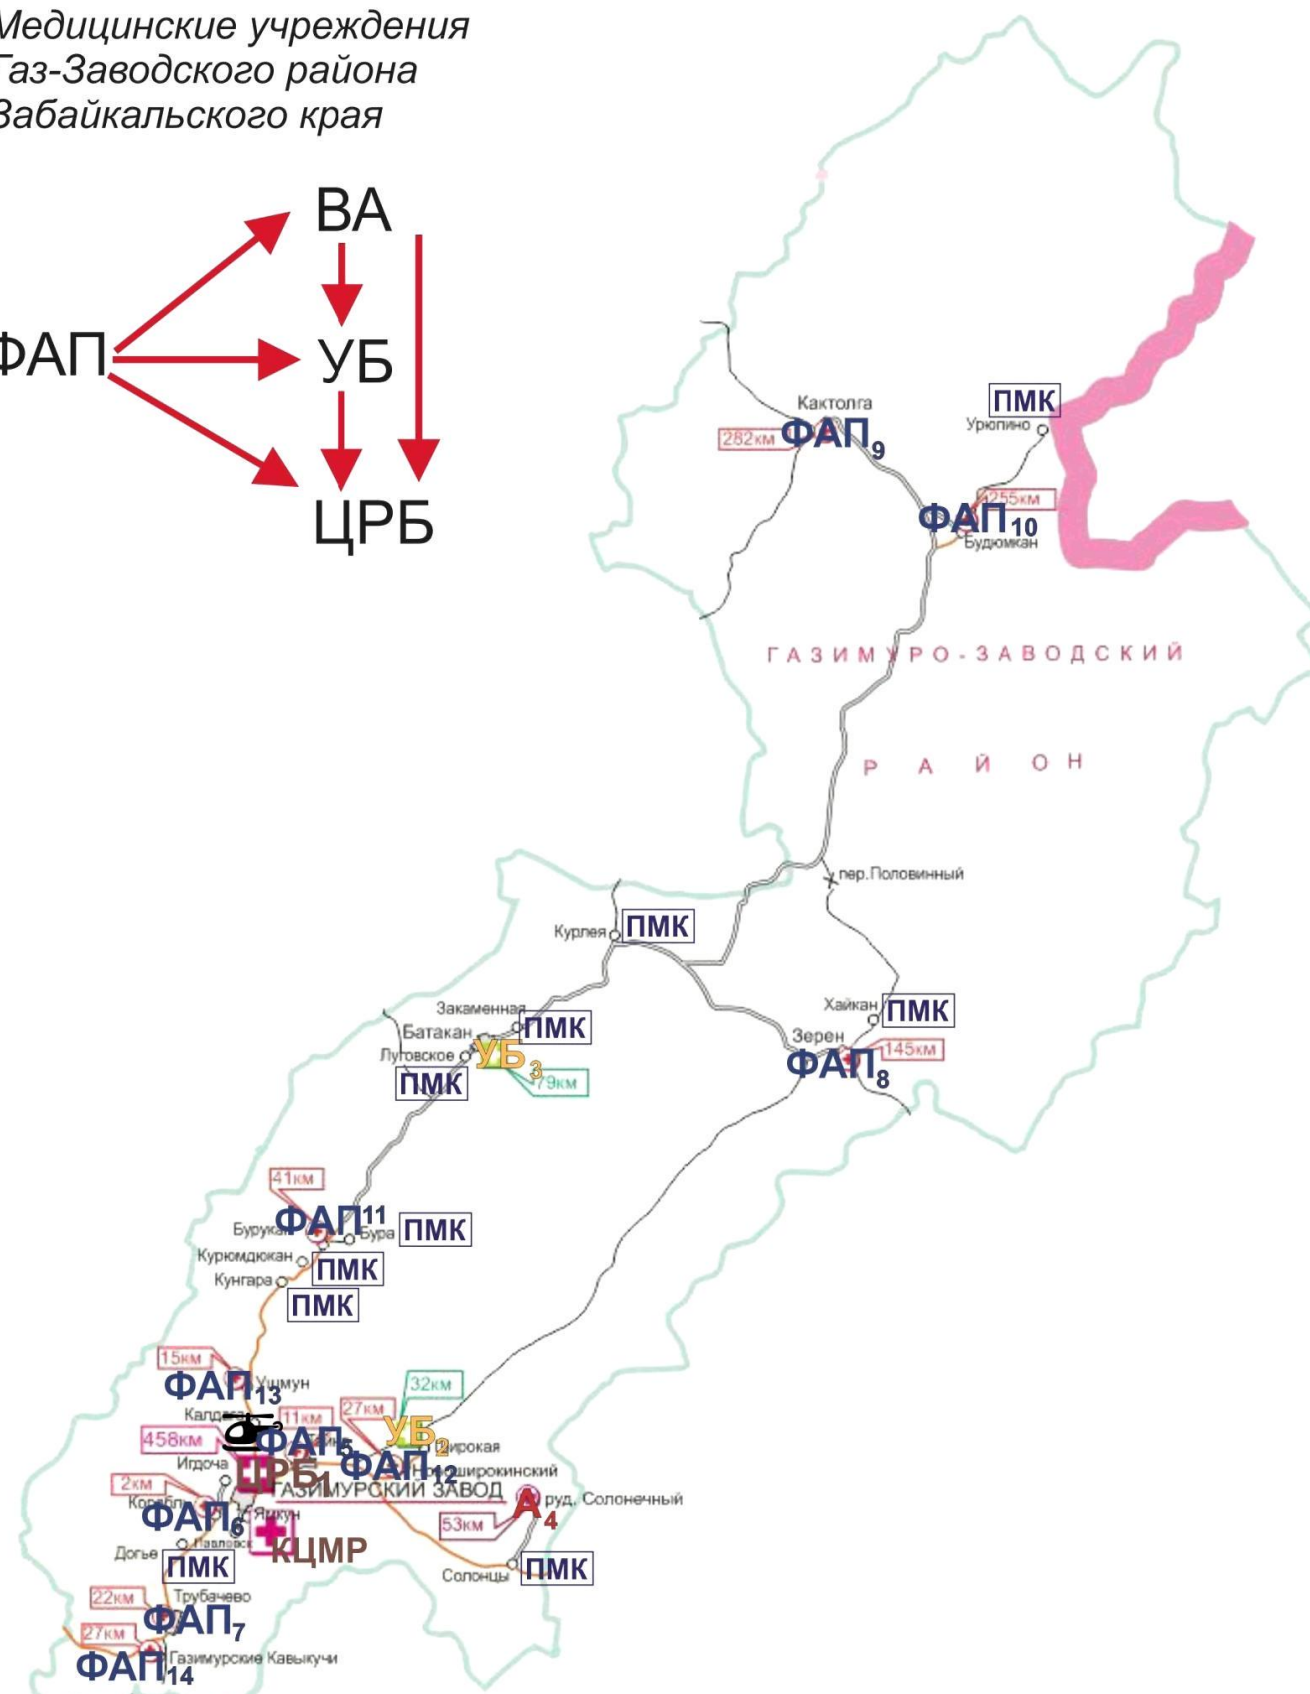 Медицинские учреждения
Газ-Заводского района
Забайкальского края
ВА
ФАП
УБ
ЦРБ
Кактолга
282км
ФАП9
ПМК
Урюпино
255км
ФАП10
Будюмкан
ГАЗИМУРО-ЗАВОДСКИЙ
РАЙОН
пер.Половинный
Курлея
ПМК
Закаменная
ПМК
Батакан
Луговское
УБ3
79км
ПМК
Хайкан
ПМК
Зерен
145км
ФАП8
41км
ФАП11
Бура
ПМК
Курюмдюкан
ПМК
Кунгара
ПМК
15км
ФАП13
Ушмун
32км
27км
11км
УБ2
458км
ФАП5
Широкая
Игдоча
ЦРБ1
ФАП12
Новоширокинский
ГАЗИМУРСКИЙ ЗАВОД
2км
ФАП6
Ямкун
А4
руд. Солонечный
53км
КЦМР
Павловск
Догье
ПМК
Солонцы
ПМК
22км
Трубачево
ФАП7
27км
ФАП14
Газимурские Кавыкучи